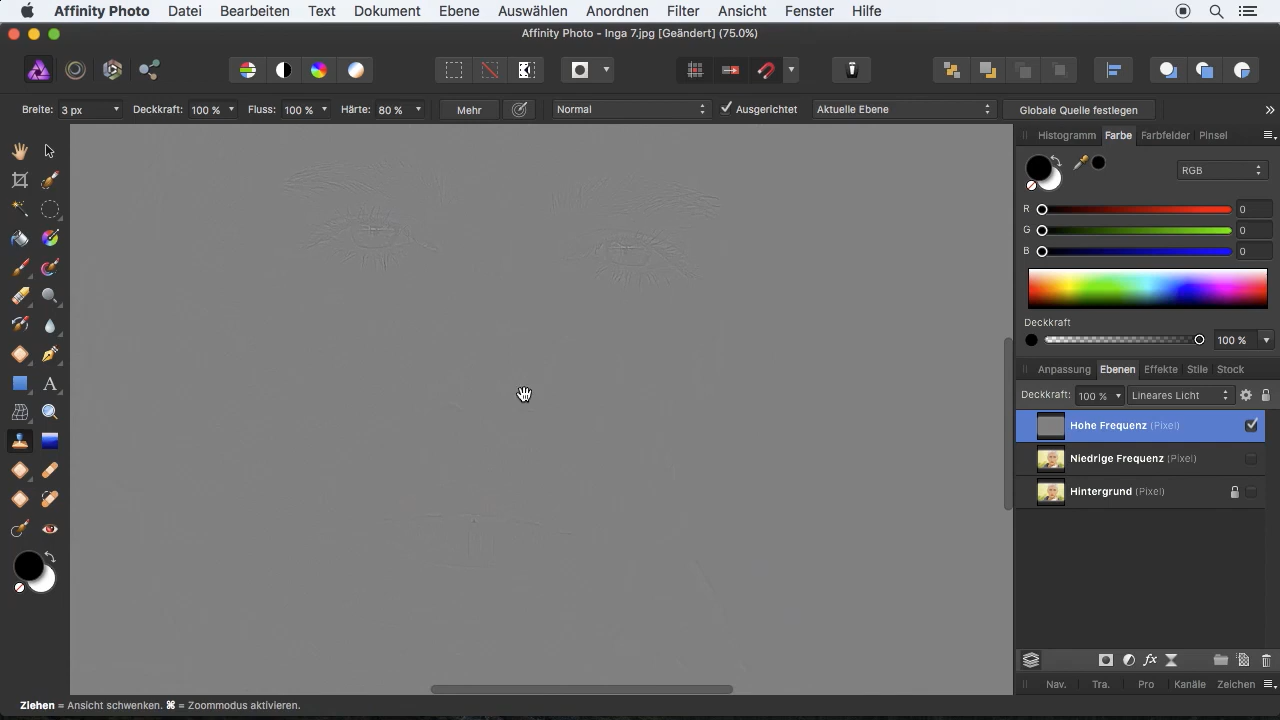 Affinity Photo Datei Bearbeiten Text Dokument Ebene Auswählen Anordnen Filter Ansicht Fenster Hilfe
Affinity Photo - Inga 7.jpg [Geändert] (75.0%)
Breite: 3 px Deckkraft: 100 % Fluss: 100 % Härte: 80 % Mehr Normal Ausgerichtet Aktuelle Ebene Globale Quelle festlegen
Histogramm Farbe Farbfelder Pinsel
RGB
R 0
G 0
B 0
Deckkraft
100 %
Anpassung Ebenen Effekte Stile Stock
Deckkraft: 100 % Lineares Licht
Hohe Frequenz (Pixel)
Niedrige Frequenz (Pixel)
Hintergrund (Pixel)
Nav. Tra. Pro Kanäle Zeichen
Ziehen = Ansicht schwenken. ⌘ = Zoommodus aktivieren.